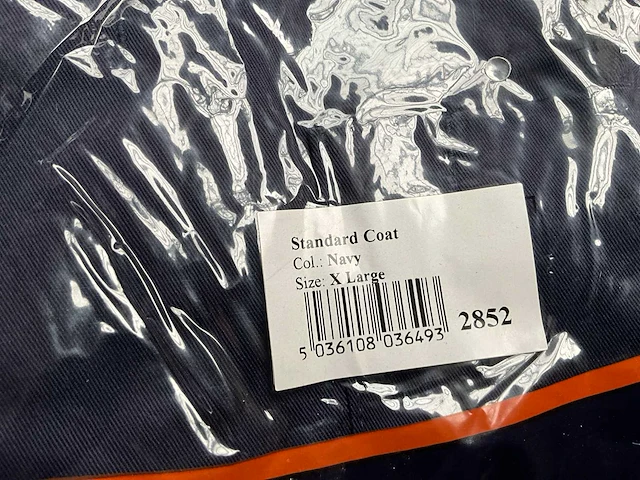 Standard Coat
Col.: Navy
Size: X Large
5 036108 036493
2852